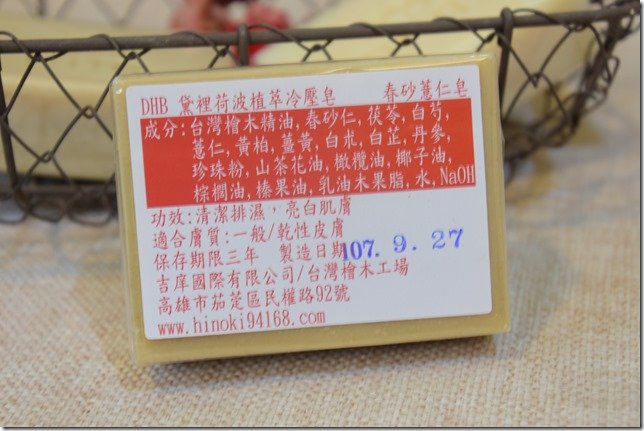 DHB 黛裡荷波植萃冷壓皂 春砂薏仁皂
成分:台灣檜木精油,春砂仁,茯苓,白芍,
薏仁,黃柏,薑黃,白朮,白芷,丹參,
珍珠粉,山茶花油,橄欖油,椰子油,
棕櫚油,榛果油,乳油木果脂,水,NaOH
功效:清潔排濕,亮白肌膚
適合膚質:一般/乾性皮膚
保存期限三年 製造日期107. 9. 27
吉庠國際有限公司/台灣檜木工場
高雄市茄萣區民權路92號
www.hinoki94168.com